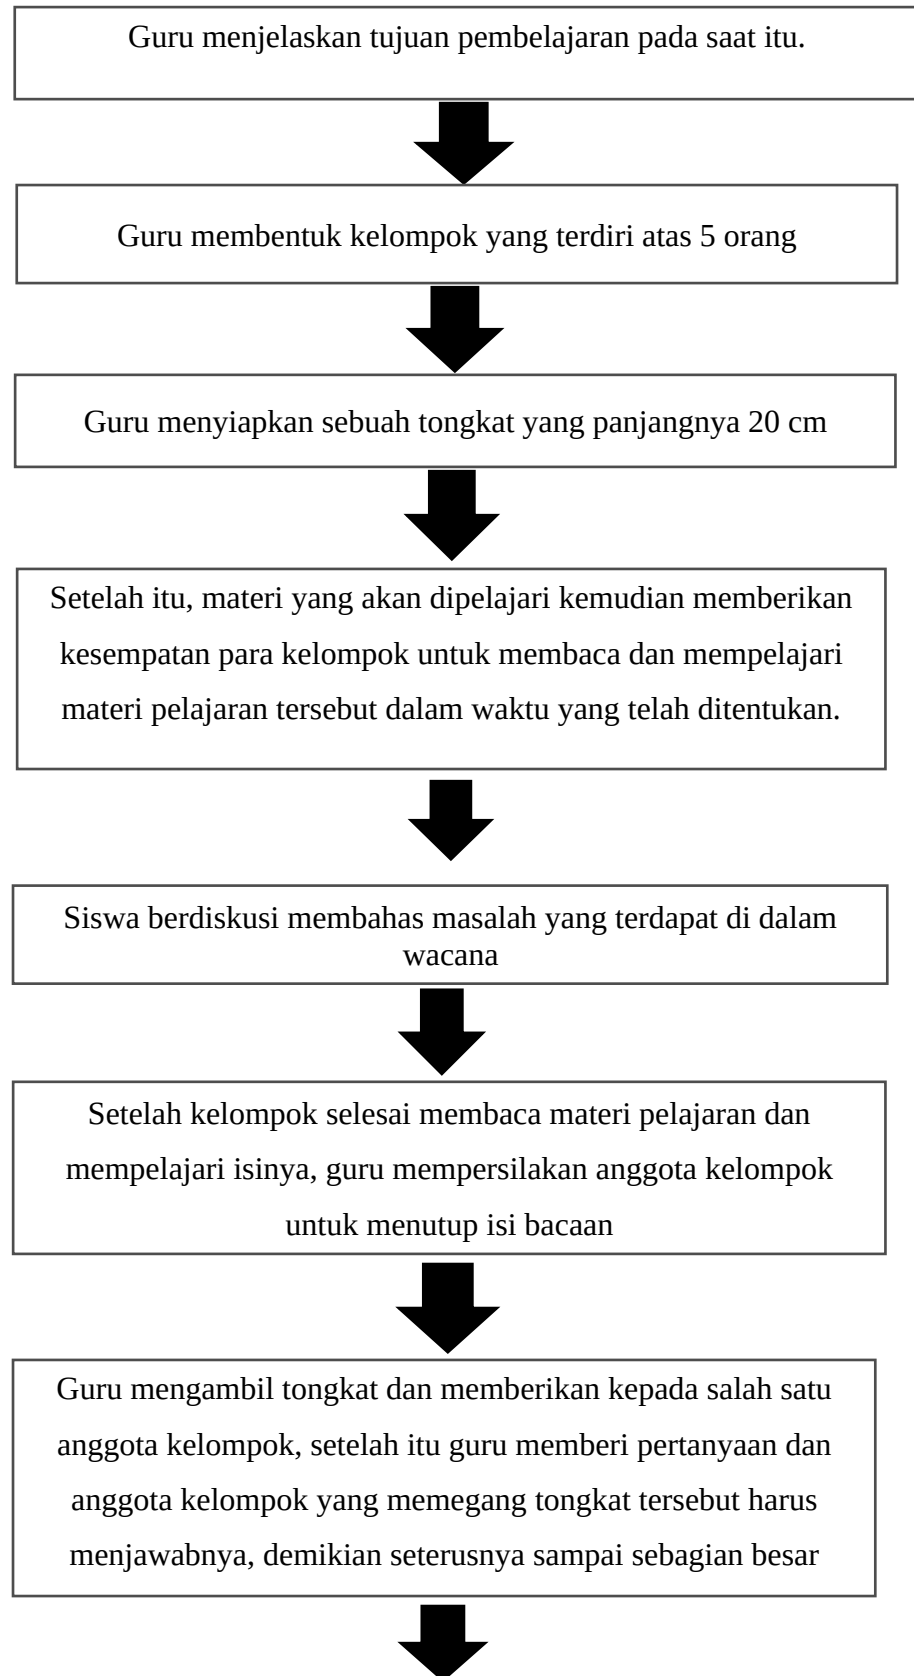 Guru menjelaskan tujuan pembelajaran pada saat itu.
Guru membentuk kelompok yang terdiri atas 5 orang
Guru menyiapkan sebuah tongkat yang panjangnya 20 cm
Setelah itu, materi yang akan dipelajari kemudian memberikan
kesempatan para kelompok untuk membaca dan mempelajari
materi pelajaran tersebut dalam waktu yang telah ditentukan.
Siswa berdiskusi membahas masalah yang terdapat di dalam
wacana
Setelah kelompok selesai membaca materi pelajaran dan
mempelajari isinya, guru mempersilakan anggota kelompok
untuk menutup isi bacaan
Guru mengambil tongkat dan memberikan kepada salah satu
anggota kelompok, setelah itu guru memberi pertanyaan dan
anggota kelompok yang memegang tongkat tersebut harus
menjawabnya, demikian seterusnya sampai sebagian besar